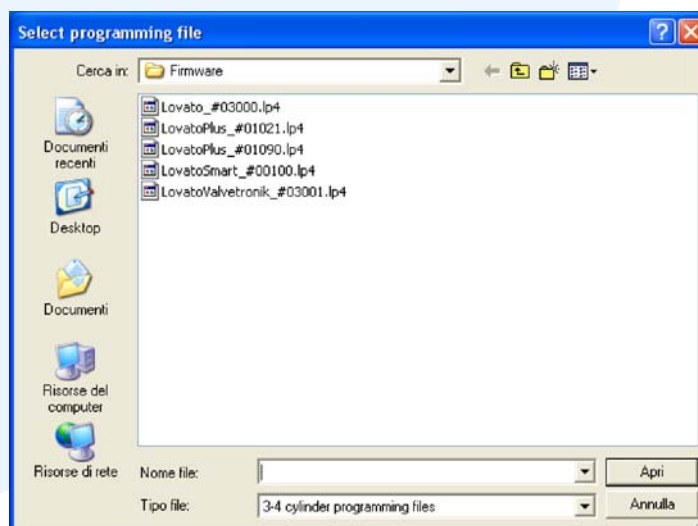 Select programming file
Cerca in: Firmware
Lovato_#03000.lp4
LovatoPlus_#01021.lp4
LovatoPlus_#01090.lp4
LovatoSmart_#00100.lp4
LovatoValvetronik_#03001.lp4
Documenti
recenti
Desktop
Documenti
Risorse del
computer
Risorse di rete
Nome file:
Apri
Tipo file: 3-4 cylinder programming files
Annulla